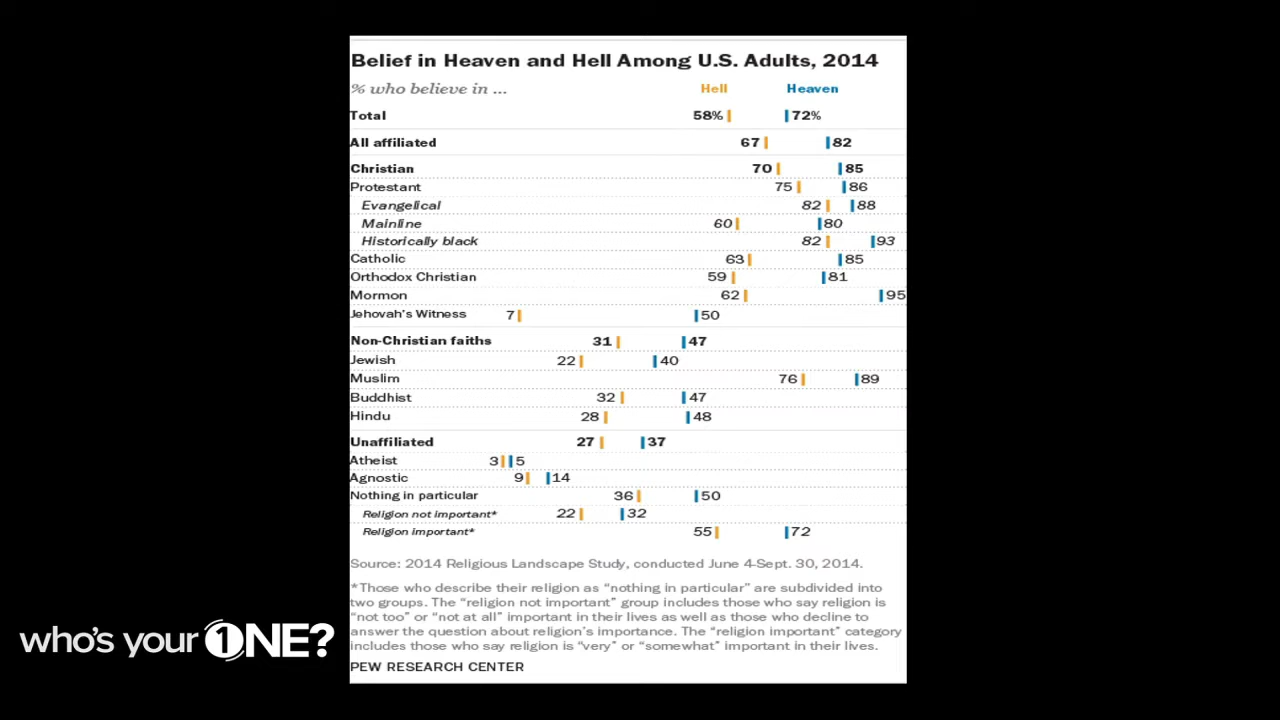 Belief in Heaven and Hell Among U.S. Adults, 2014
% who believe in ... Hell Heaven
Total 58% 72%
All affiliated 67 82
Christian 70 85
Protestant 75 86
Evangelical 82 88
Mainline 60 80
Historically black 82 93
Catholic 63 85
Orthodox Christian 59 81
Mormon 62 95
Jehovah's Witness 7 50
Non-Christian faiths 31 47
Jewish 22 40
Muslim 76 89
Buddhist 32 47
Hindu 28 48
Unaffiliated 27 37
Atheist 3 5
Agnostic 9 14
Nothing in particular 36 50
Religion not important* 22 32
Religion important* 55 72
Source: 2014 Religious Landscape Study, conducted June 4-Sept. 30, 2014.
*Those who describe their religion as “nothing in particular” are subdivided into
two groups. The “religion not important” group includes those who say religion is
“not too” or “not at all” important in their lives as well as those who decline to
answer the question about religion's importance. The “religion important” category
includes those who say religion is “very” or “somewhat” important in their lives.
PEW RESEARCH CENTER
who's your 1ONE?